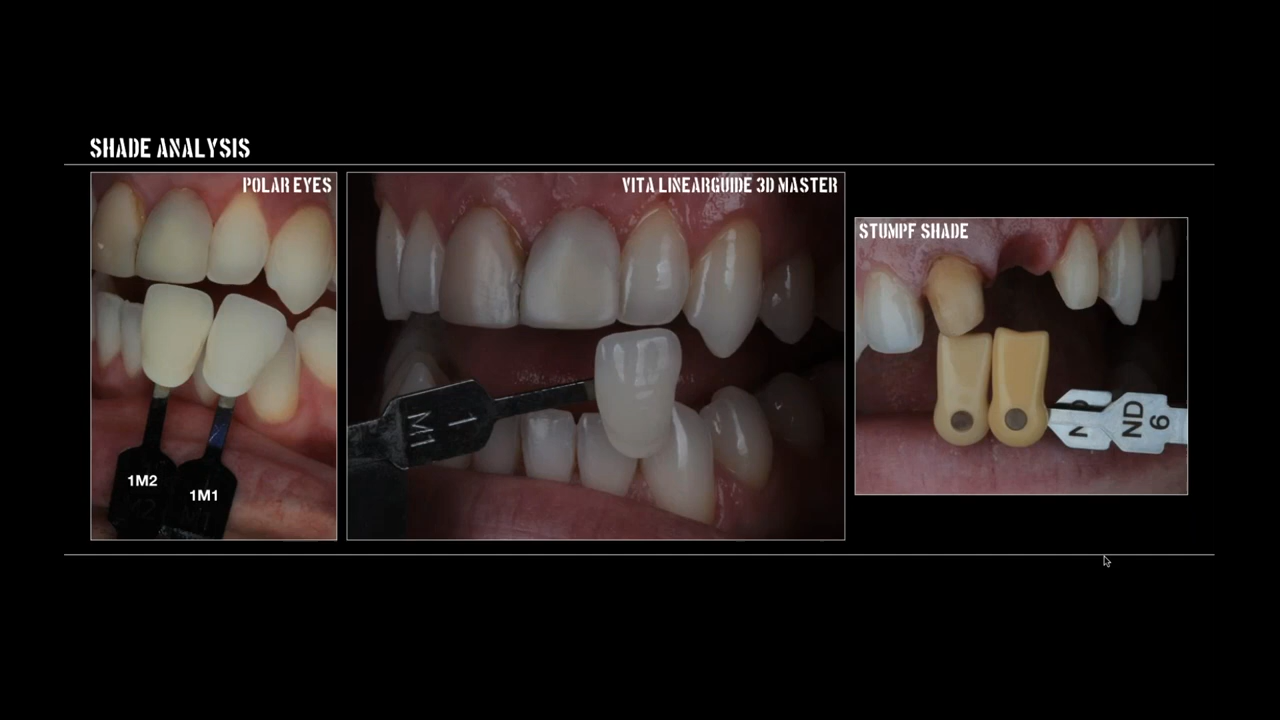 SHADE ANALYSIS
POLAR EYES
VITA LINEARGUIDE 3D MASTER
STUMPF SHADE
1M2
1M1
1
M1
ND
6